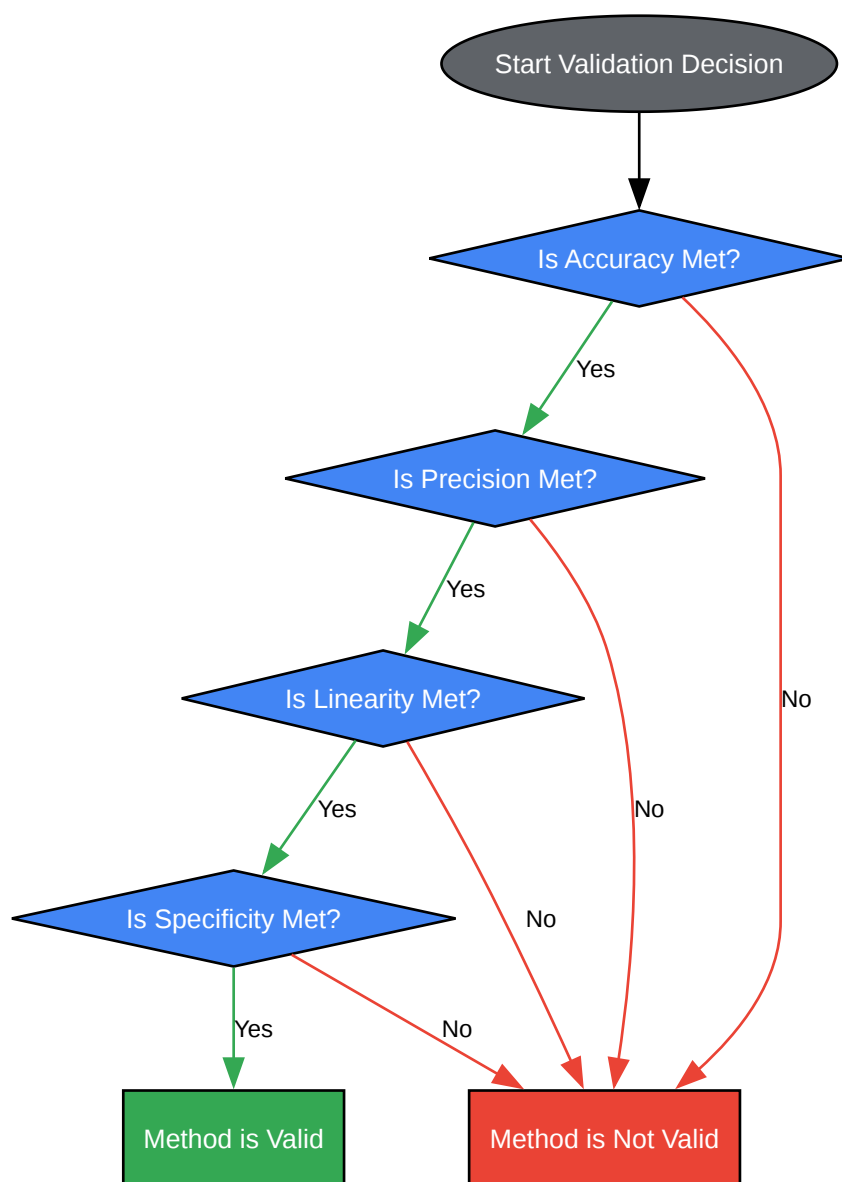 Start Validation Decision
Is Accuracy Met?
Yes
Is Precision Met?
Yes
Is Linearity Met?
No
Yes
No
Is Specificity Met?
No
Yes
No
Method is Valid
Method is Not Valid